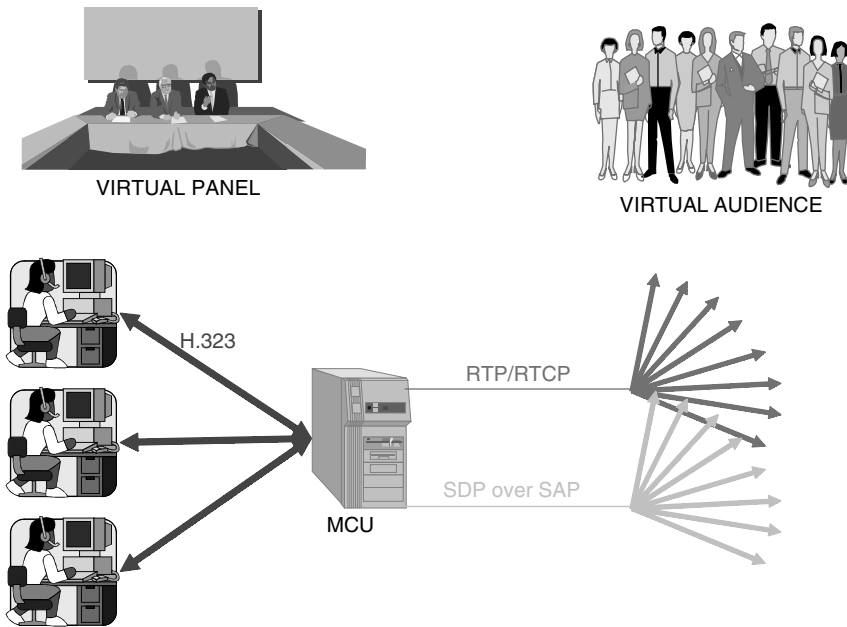 VIRTUAL PANEL
VIRTUAL AUDIENCE
H.323
RTP/RTCP
SDP over SAP
MCU